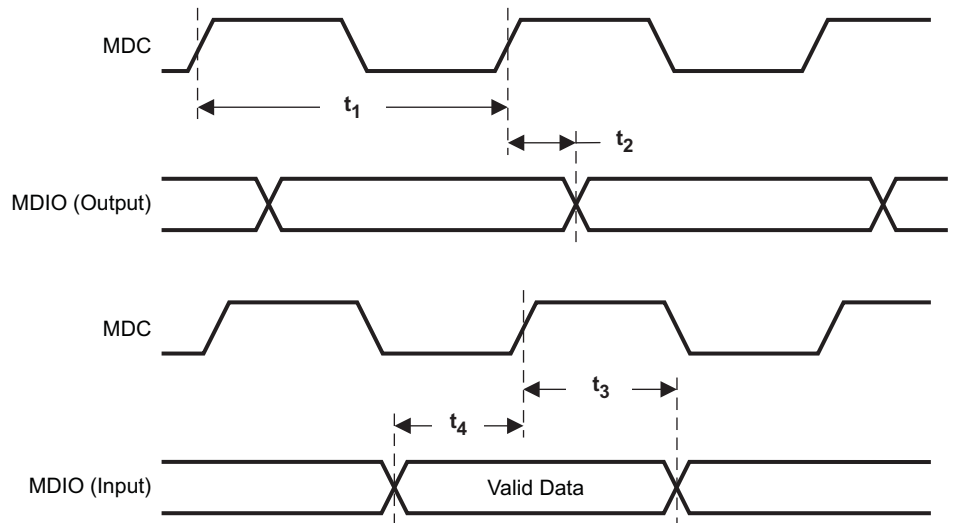 MDC
t1
t2
MDIO (Output)
MDC
t3
t4
MDIO (Input)
Valid Data